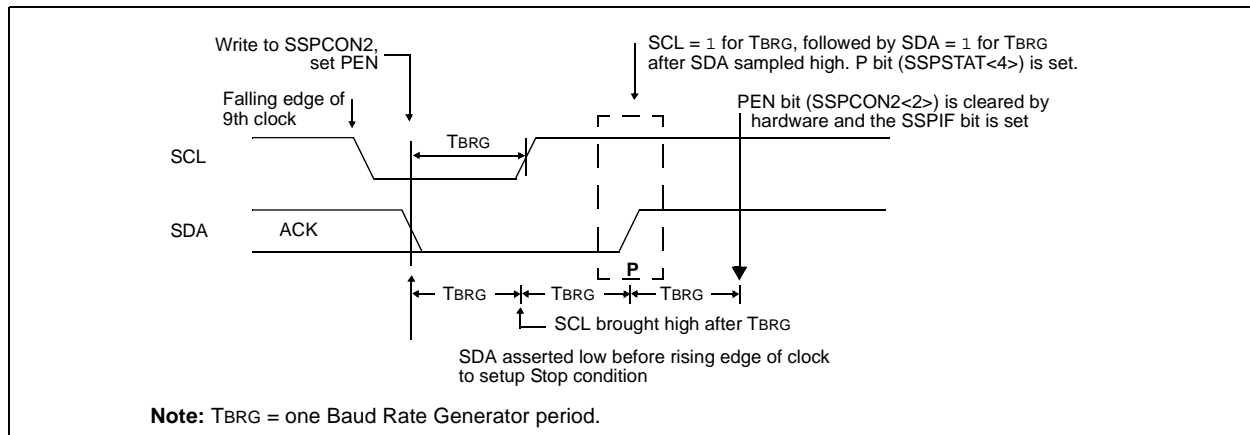 Write to SSPCON2,
set PEN
SCL = 1 for TBRG, followed by SDA = 1 for TBRG
after SDA sampled high. P bit (SSPSTAT<4>) is set.
Falling edge of
9th clock
PEN bit (SSPCON2<2>) is cleared by
hardware and the SSPIF bit is set
TBRG
SCL
SDA
ACK
P
TBRG
TBRG
TBRG
SCL brought high after TBRG
SDA asserted low before rising edge of clock
to setup Stop condition
Note: TBRG = one Baud Rate Generator period.